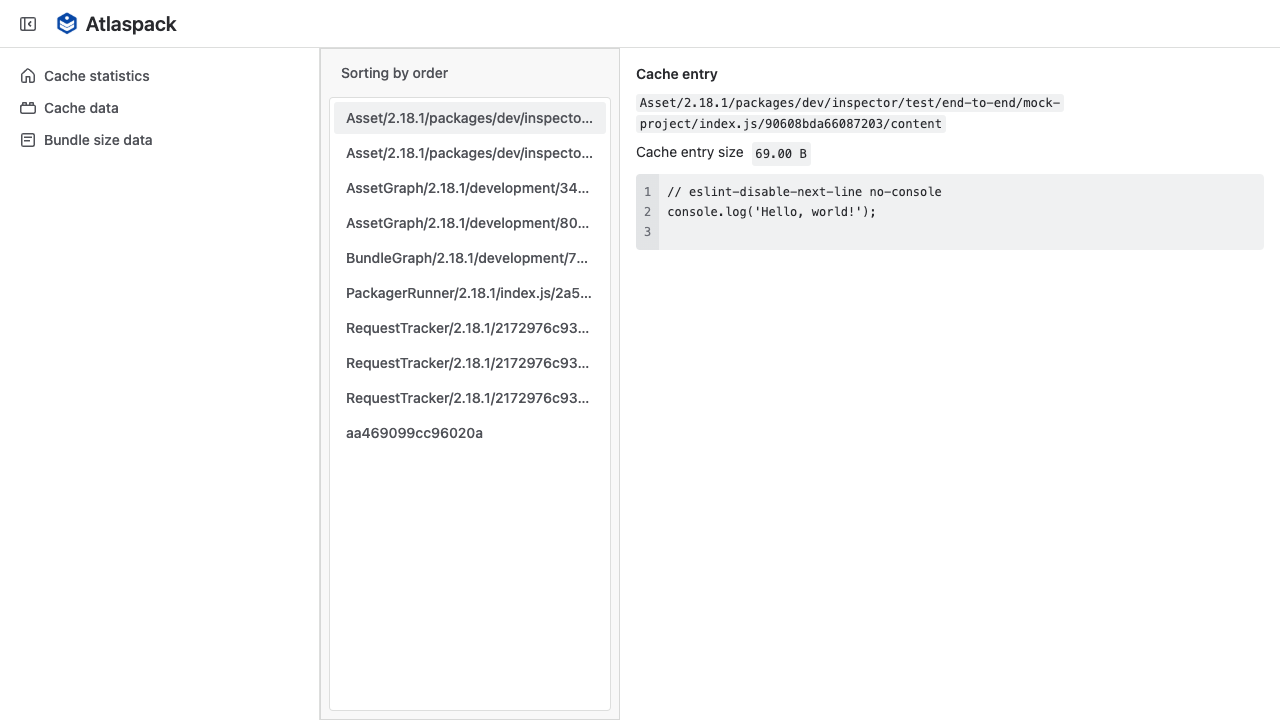 Atlaspack
Cache statistics
Cache data
Bundle size data
Sorting by order
Asset/2.18.1/packages/dev/inspecto...
Asset/2.18.1/packages/dev/inspecto...
AssetGraph/2.18.1/development/34...
AssetGraph/2.18.1/development/80...
BundleGraph/2.18.1/development/7...
PackagerRunner/2.18.1/index.js/2a5...
RequestTracker/2.18.1/2172976c93...
RequestTracker/2.18.1/2172976c93...
RequestTracker/2.18.1/2172976c93...
aa469099cc96020a
Cache entry
Asset/2.18.1/packages/dev/inspector/test/end-to-end/mock-
project/index.js/90608bda66087203/content
Cache entry size 69.00 B
1 // eslint-disable-next-line no-console
2 console.log('Hello, world!');
3